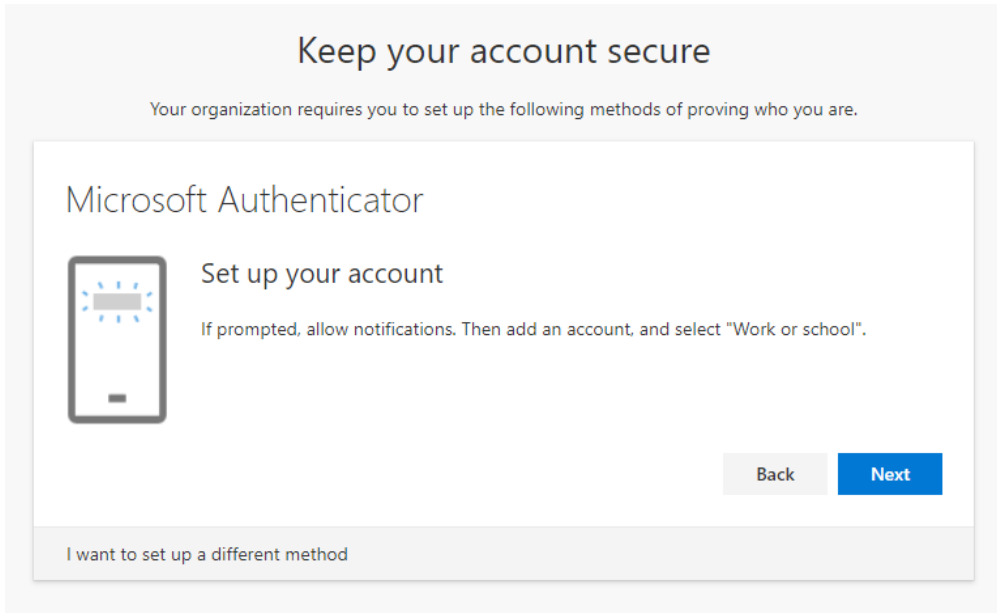 Keep your account secure
Your organization requires you to set up the following methods of proving who you are.
Microsoft Authenticator
Set up your account
If prompted, allow notifications. Then add an account, and select "Work or school".
Back
Next
I want to set up a different method